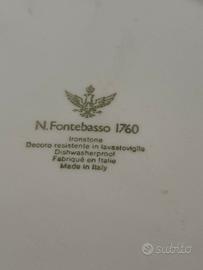 N. Fontebasso 1760
Ironstone
Decoro resistente in lavastoviglie
Dishwasherproof
Fabriqué en Italie
Made in Italy
subito